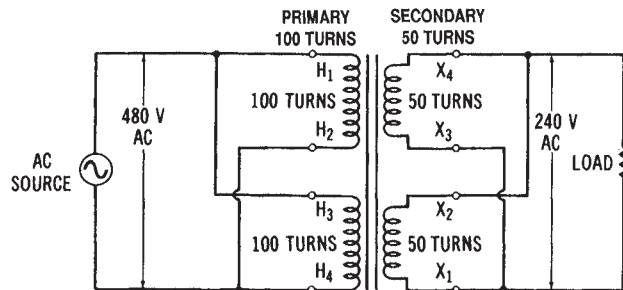 PRIMARY
100 TURNS
SECONDARY
50 TURNS
H1
X4
100 TURNS
50 TURNS
480 V
AC
240 V
AC
H2
X3
AC
SOURCE
LOAD
H3
X2
100 TURNS
50 TURNS
H4
X1